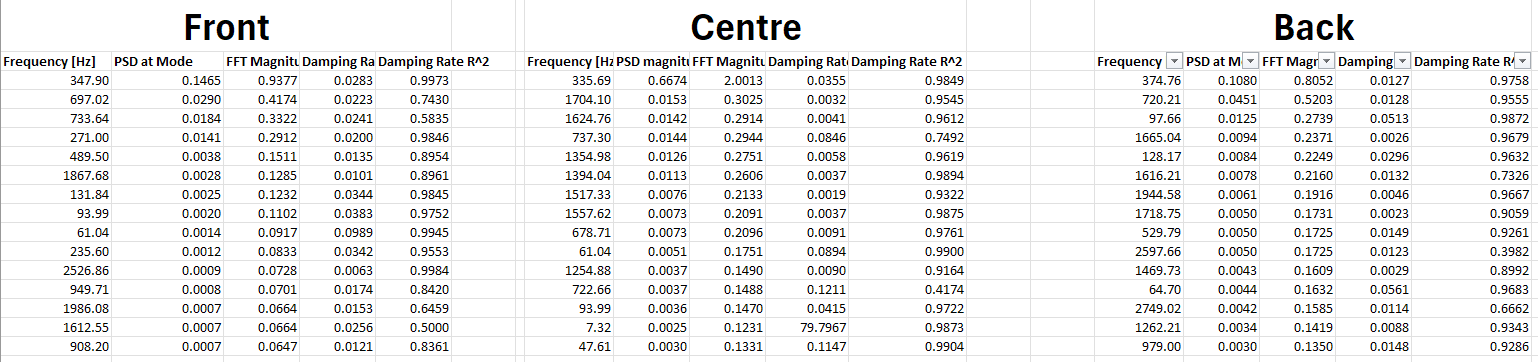 Front Centre Back
Frequency [Hz] PSD at Mode FFT Magnitu Damping Ra Damping Rate R^2 Frequency [Hz PSD magnitu FFT Magnitu Damping Rat Damping Rate R^2 Frequency PSD at M FFT Magr Damping Damping Rate R^
347.90 0.1465 0.9377 0.0283 0.9973 335.69 0.6674 2.0013 0.0355 0.9849 374.76 0.1080 0.8052 0.0127 0.9758
697.02 0.0290 0.4174 0.0223 0.7430 1704.10 0.0153 0.3025 0.0032 0.9545 720.21 0.0451 0.5203 0.0128 0.9555
733.64 0.0184 0.3322 0.0241 0.5835 1624.76 0.0142 0.2914 0.0041 0.9612 97.66 0.0125 0.2739 0.0513 0.9872
271.00 0.0141 0.2912 0.0200 0.9846 737.30 0.0144 0.2944 0.0846 0.7492 1665.04 0.0094 0.2371 0.0026 0.9679
489.50 0.0038 0.1511 0.0135 0.8954 1354.98 0.0126 0.2751 0.0058 0.9619 128.17 0.0084 0.2249 0.0296 0.9632
1867.68 0.0028 0.1285 0.0101 0.8961 1394.04 0.0113 0.2606 0.0037 0.9894 1616.21 0.0078 0.2160 0.0132 0.7326
131.84 0.0025 0.1232 0.0344 0.9845 1517.33 0.0076 0.2133 0.0019 0.9322 1944.58 0.0061 0.1916 0.0046 0.9667
93.99 0.0020 0.1102 0.0383 0.9752 1557.62 0.0073 0.2091 0.0037 0.9875 1718.75 0.0050 0.1731 0.0023 0.9059
61.04 0.0014 0.0917 0.0989 0.9945 678.71 0.0073 0.2096 0.0091 0.9761 529.79 0.0050 0.1725 0.0149 0.9261
235.60 0.0012 0.0833 0.0342 0.9553 61.04 0.0051 0.1751 0.0894 0.9900 2597.66 0.0050 0.1725 0.0123 0.3982
2526.86 0.0009 0.0728 0.0063 0.9984 1254.88 0.0037 0.1490 0.0090 0.9164 1469.73 0.0043 0.1609 0.0029 0.8992
949.71 0.0008 0.0701 0.0174 0.8420 722.66 0.0037 0.1488 0.1211 0.4174 64.70 0.0044 0.1632 0.0561 0.9683
1986.08 0.0007 0.0664 0.0153 0.6459 93.99 0.0036 0.1470 0.0415 0.9722 2749.02 0.0042 0.1585 0.0114 0.6662
1612.55 0.0007 0.0664 0.0256 0.5000 7.32 0.0025 0.1231 79.7967 0.9873 1262.21 0.0034 0.1419 0.0088 0.9343
908.20 0.0007 0.0647 0.0121 0.8361 47.61 0.0030 0.1331 0.1147 0.9904 979.00 0.0030 0.1350 0.0148 0.9286